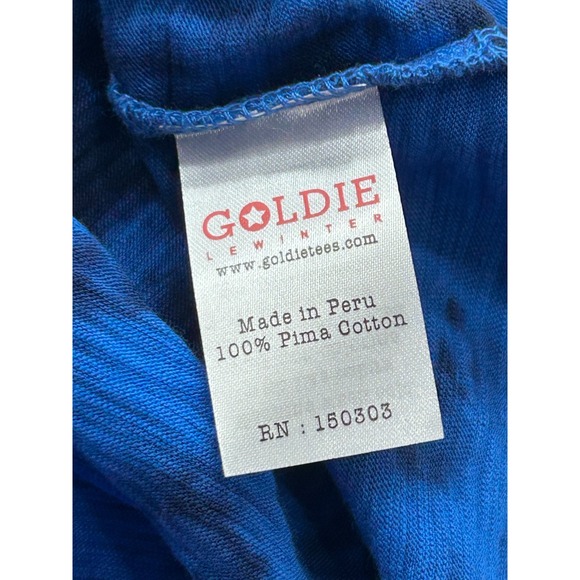 GOLDIE
LEWINTER
www.goldietees.com
Made in Peru
100% Pima Cotton
RN : 150303